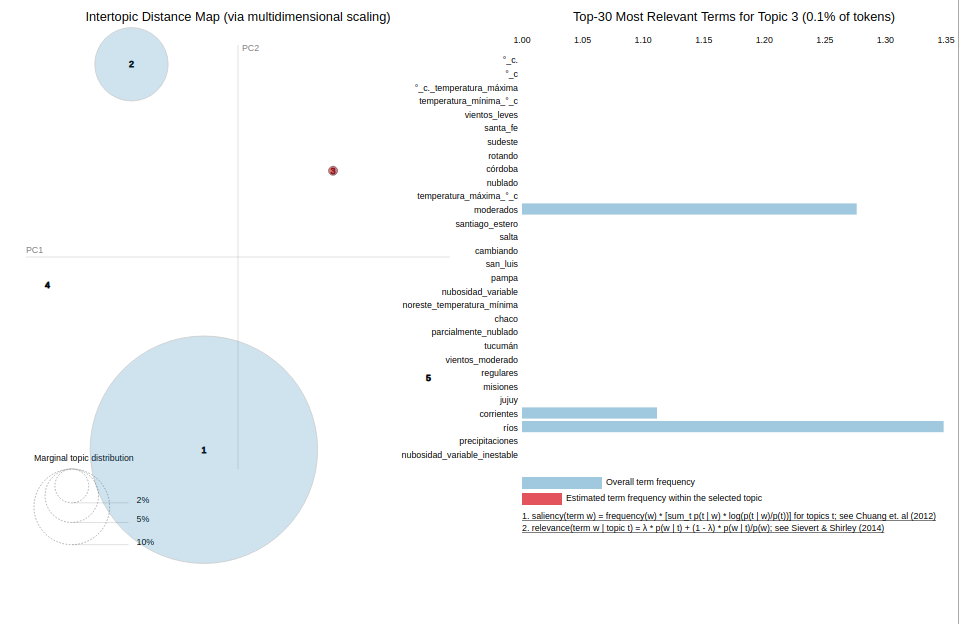 Intertopic Distance Map (via multidimensional scaling)
PC2
PC1
2
3
4
5
1
Marginal topic distribution
2%
5%
10%
Top-30 Most Relevant Terms for Topic 3 (0.1% of tokens)
1.00 1.05 1.10 1.15 1.20 1.25 1.30 1.35
°_c.
°_c
°_c._temperatura_máxima
temperatura_mínima_°_c
vientos_leves
santa_fe
sudeste
rotando
córdoba
nublado
temperatura_máxima_°_c
moderados
santiago_estero
salta
cambiando
san_luis
pampa
nubosidad_variable
noreste_temperatura_mínima
chaco
parcialmente_nublado
tucumán
vientos_moderado
regulares
misiones
jujuy
corrientes
ríos
precipitaciones
nubosidad_variable_inestable
Overall term frequency
Estimated term frequency within the selected topic
1. saliency(term w) = frequency(w) * [sum_t p(t | w) * log(p(t | w)/p(t))] for topics t; see Chuang et. al (2012)
2. relevance(term w | topic t) = λ * p(w | t) + (1 - λ) * p(w | t)/p(w); see Sievert & Shirley (2014)